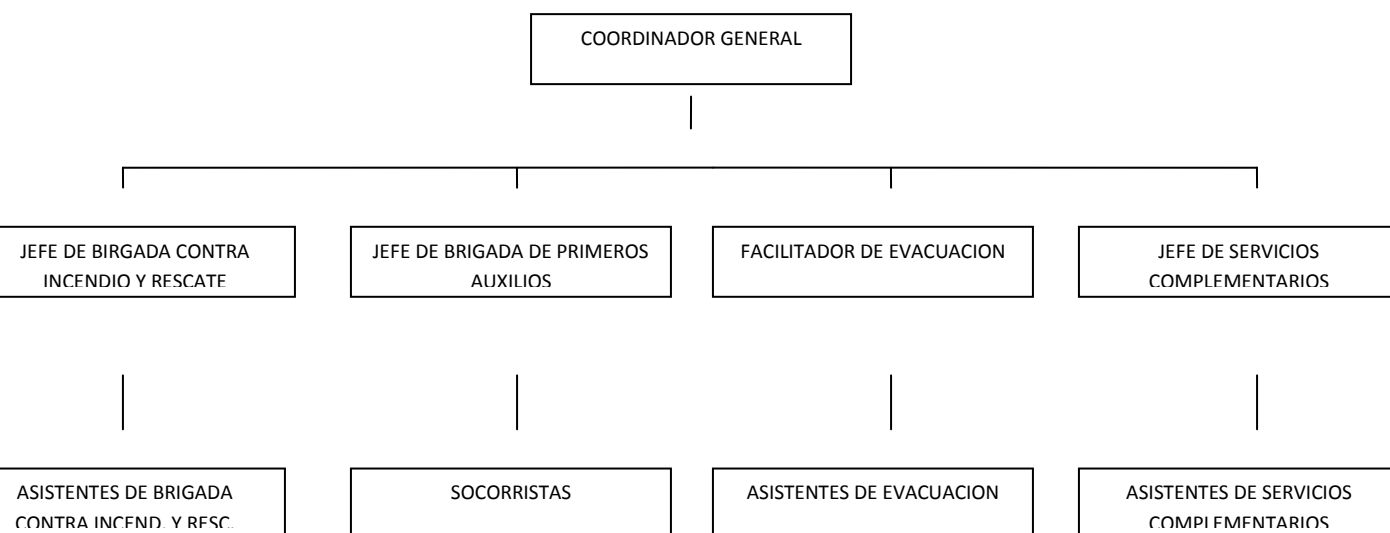 COORDINADOR GENERAL
JEFE DE BIRGADA CONTRA
INCENDIO Y RESCATE
JEFE DE BRIGADA DE PRIMEROS
AUXILIOS
FACILITADOR DE EVACUACION
JEFE DE SERVICIOS
COMPLEMENTARIOS
ASISTENTES DE BRIGADA
CONTRA INCEND. Y RESC.
SOCORRISTAS
ASISTENTES DE EVACUACION
ASISTENTES DE SERVICIOS
COMPLEMENTARIOS